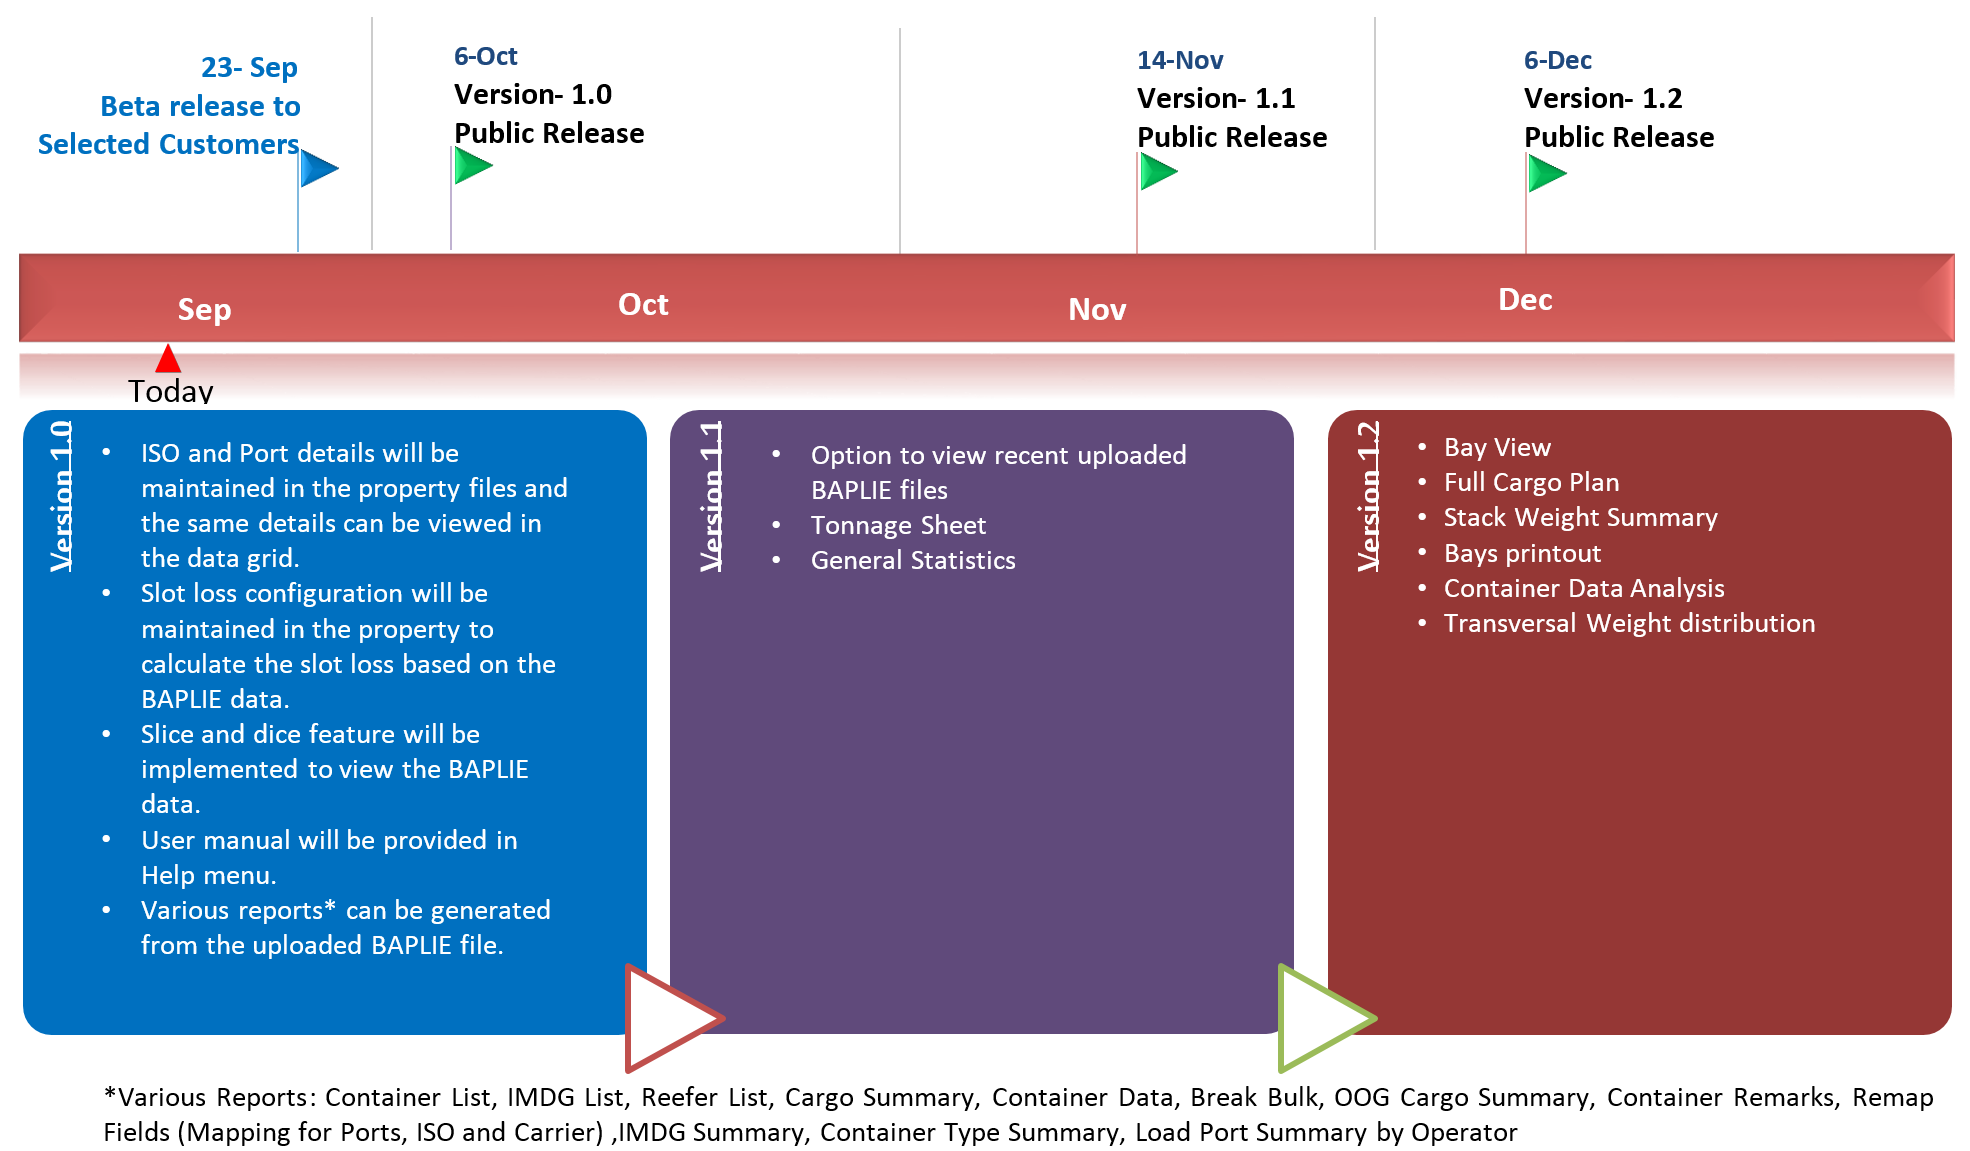 23- Sep
Beta release to
Selected Customers
6-Oct
Version- 1.0
Public Release
14-Nov
Version- 1.1
Public Release
6-Dec
Version- 1.2
Public Release
Sep
Oct
Nov
Dec
Today
Version 1.0
• ISO and Port details will be
maintained in the property files and
the same details can be viewed in
the data grid.
• Slot loss configuration will be
maintained in the property to
calculate the slot loss based on the
BAPLIE data.
• Slice and dice feature will be
implemented to view the BAPLIE
data.
• User manual will be provided in
Help menu.
• Various reports* can be generated
from the uploaded BAPLIE file.
Version 1.1
• Option to view recent uploaded
BAPLIE files
• Tonnage Sheet
• General Statistics
Version 1.2
• Bay View
• Full Cargo Plan
• Stack Weight Summary
• Bays printout
• Container Data Analysis
• Transversal Weight distribution
*Various Reports: Container List, IMDG List, Reefer List, Cargo Summary, Container Data, Break Bulk, OOG Cargo Summary, Container Remarks, Remap
Fields (Mapping for Ports, ISO and Carrier) ,IMDG Summary, Container Type Summary, Load Port Summary by Operator